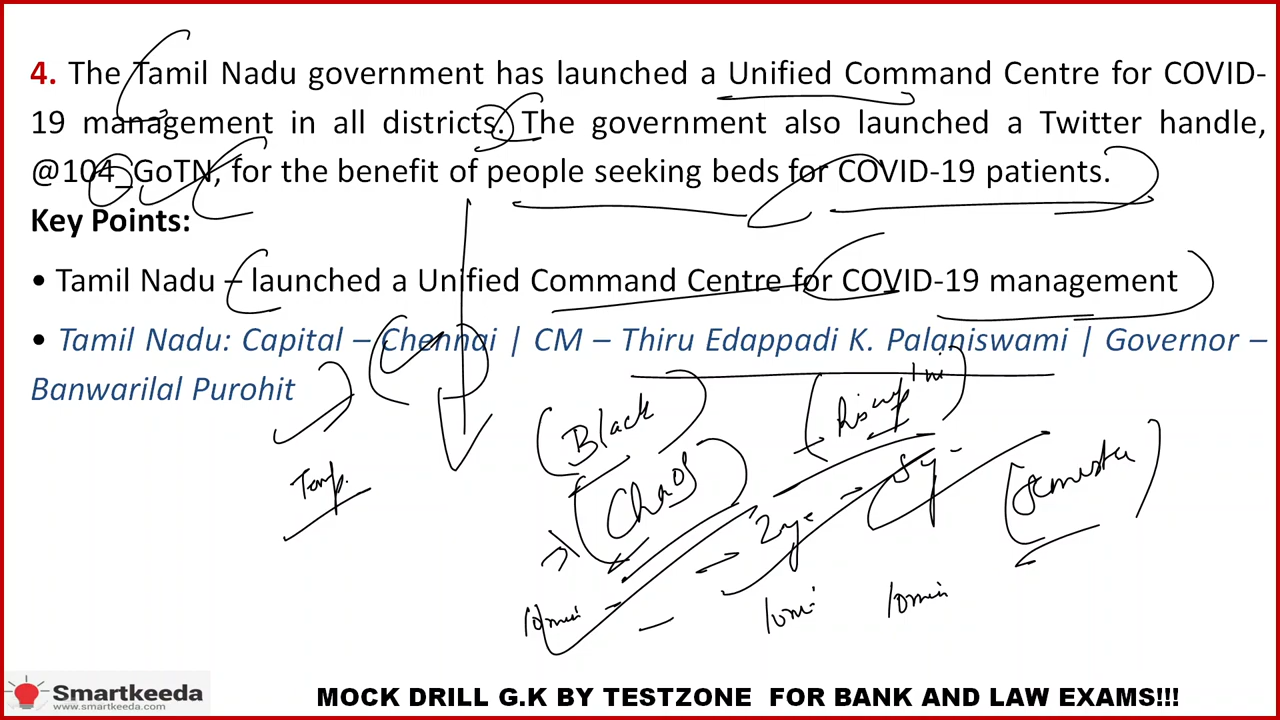 4. The Tamil Nadu government has launched a Unified Command Centre for COVID-
19 management in all districts. The government also launched a Twitter handle,
@104_GoTN, for the benefit of people seeking beds for COVID-19 patients.
Key Points:
• Tamil Nadu – launched a Unified Command Centre for COVID-19 management
• Tamil Nadu: Capital – Chennai | CM – Thiru Edappadi K. Palaniswami | Governor –
Banwarilal Purohit
Black
Chaos
Semester
10min
10min
Smartkeeda
www.smartkeeda.com
MOCK DRILL G.K BY TESTZONE FOR BANK AND LAW EXAMS!!!